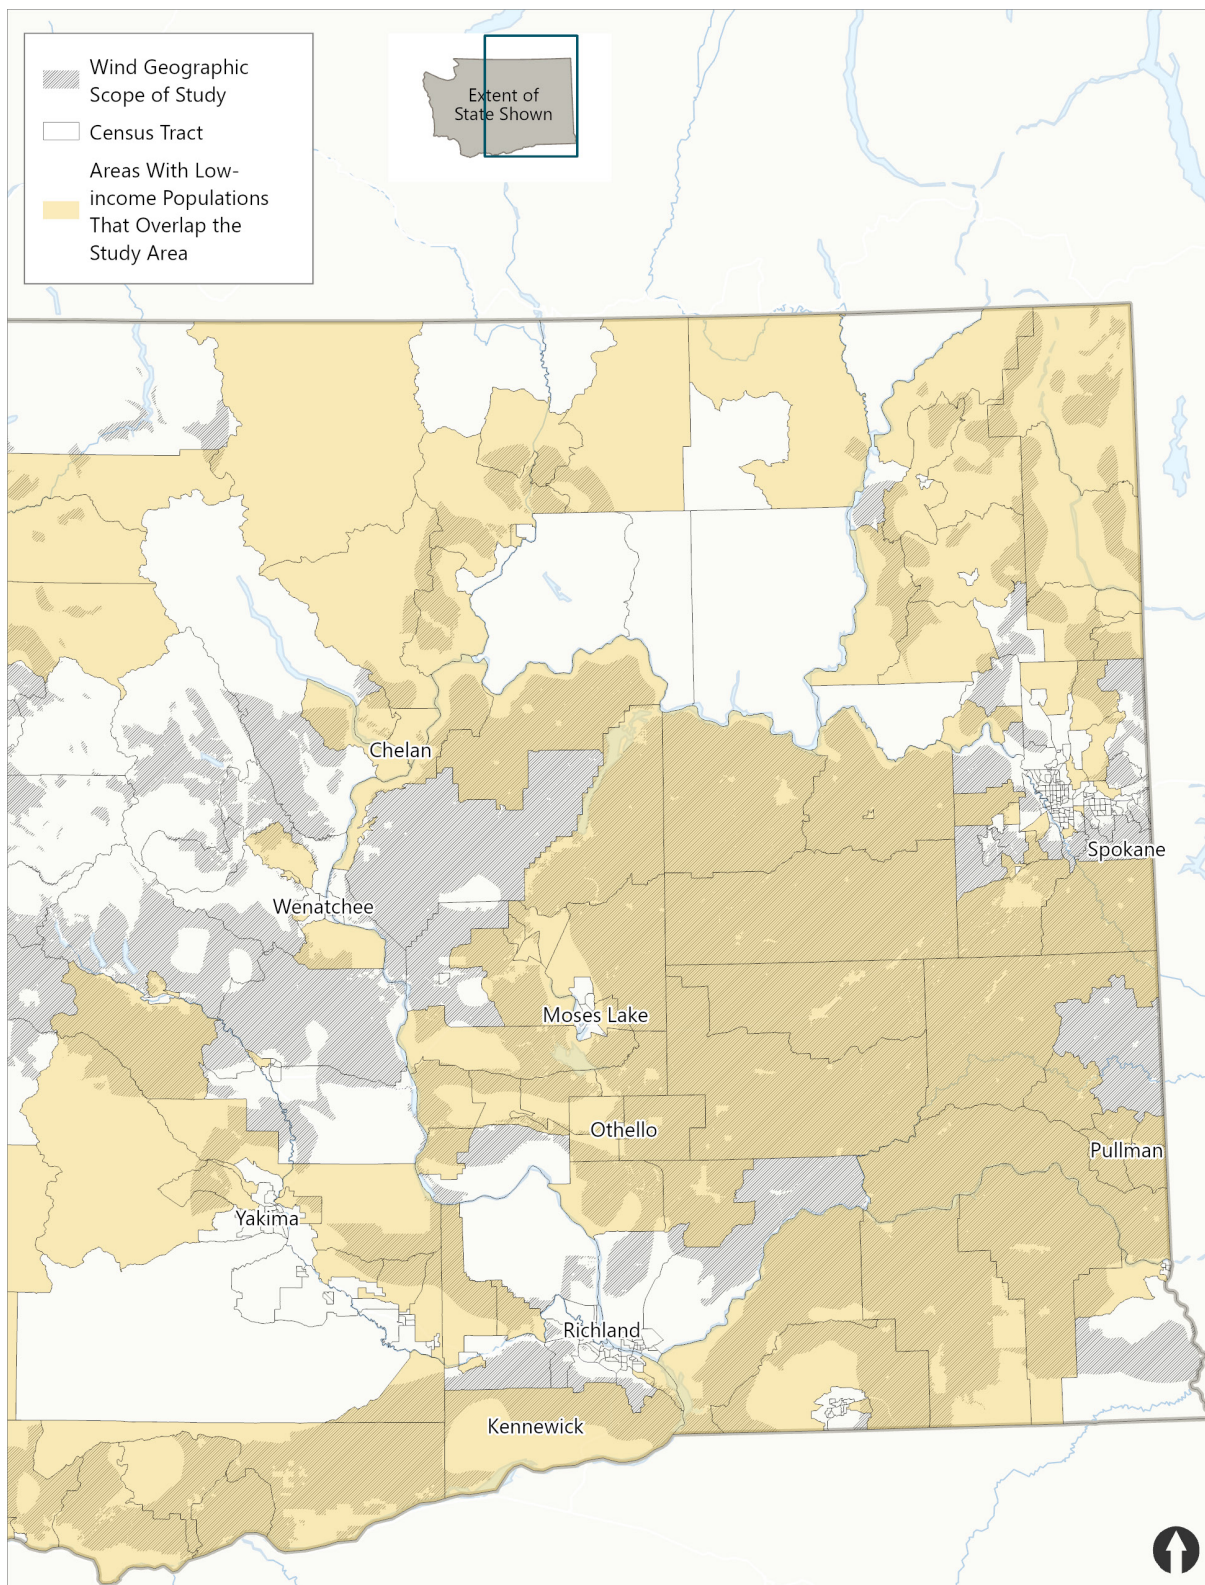 Wind Geographic
Scope of Study
Census Tract
Areas With Low-
income Populations
That Overlap the
Study Area
Extent of
State Shown
Chelan
Spokane
Wenatchee
Moses Lake
Othello
Pullman
Yakima
Richland
Kennewick